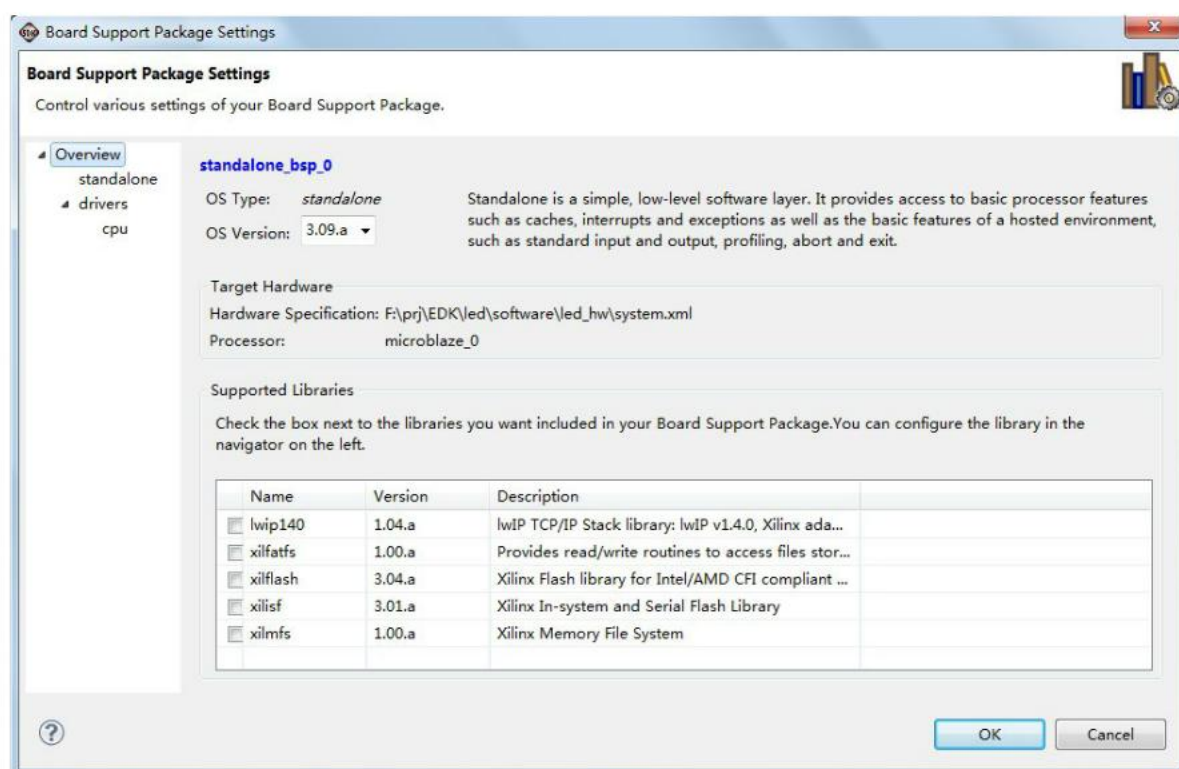 Board Support Package Settings
Board Support Package Settings
Control various settings of your Board Support Package.
Overview
standalone
drivers
cpu
standalone_bsp_0
OS Type: standalone
OS Version: 3.09.a
Standalone is a simple, low-level software layer. It provides access to basic processor features
such as caches, interrupts and exceptions as well as the basic features of a hosted environment,
such as standard input and output, profiling, abort and exit.
Target Hardware
Hardware Specification: F:\prj\EDK\led\software\led_hw\system.xml
Processor: microblaze_0
Supported Libraries
Check the box next to the libraries you want included in your Board Support Package.You can configure the library in the
navigator on the left.
Name Version Description
lwip140 1.04.a lwIP TCP/IP Stack library: lwIP v1.4.0, Xilinx ada...
xilfatfs 1.00.a Provides read/write routines to access files stor...
xilflash 3.04.a Xilinx Flash library for Intel/AMD CFI compliant ...
xilisf 3.01.a Xilinx In-system and Serial Flash Library
xilmfs 1.00.a Xilinx Memory File System
?
OK Cancel